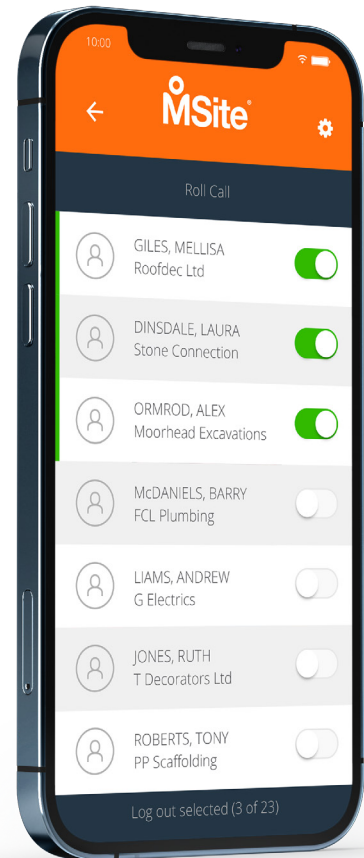 10:00
MSite®
Roll Call
GILES, MELLISA
Roofdec Ltd
DINSDALE, LAURA
Stone Connection
ORMROD, ALEX
Moorhead Excavations
McDANIELS, BARRY
FCL Plumbing
LIAMS, ANDREW
G Electrics
JONES, RUTH
T Decorators Ltd
ROBERTS, TONY
PP Scaffolding
Log out selected (3 of 23)